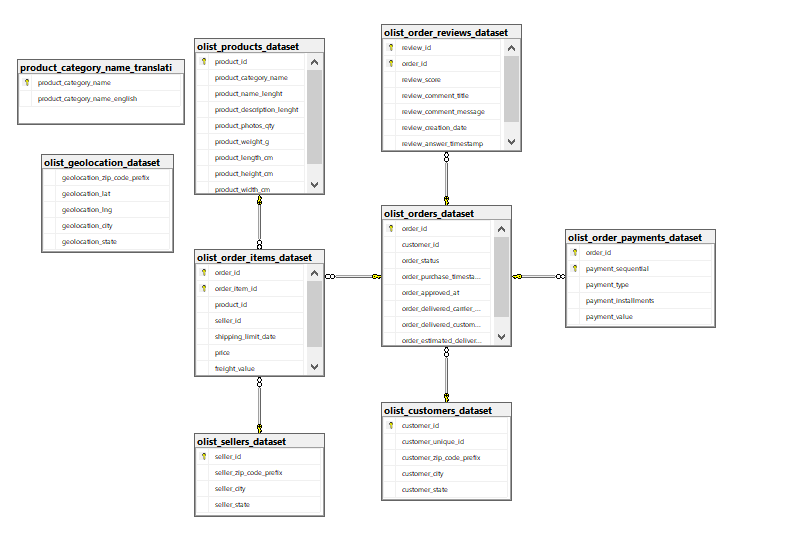 product_category_name_translati
product_category_name
product_category_name_english
olist_geolocation_dataset
geolocation_zip_code_prefix
geolocation_lat
geolocation_lng
geolocation_city
geolocation_state
olist_products_dataset
product_id
product_category_name
product_name_lenght
product_description_lenght
product_photos_qty
product_weight_g
product_length_cm
product_height_cm
product_width_cm
olist_order_items_dataset
order_id
order_item_id
product_id
seller_id
shipping_limit_date
price
freight_value
olist_sellers_dataset
seller_id
seller_zip_code_prefix
seller_city
seller_state
olist_order_reviews_dataset
review_id
order_id
review_score
review_comment_title
review_comment_message
review_creation_date
review_answer_timestamp
olist_orders_dataset
order_id
customer_id
order_status
order_purchase_timesta...
order_approved_at
order_delivered_carrier_...
order_delivered_custom...
order_estimated_deliver...
olist_customers_dataset
customer_id
customer_unique_id
customer_zip_code_prefix
customer_city
customer_state
olist_order_payments_dataset
order_id
payment_sequential
payment_type
payment_installments
payment_value